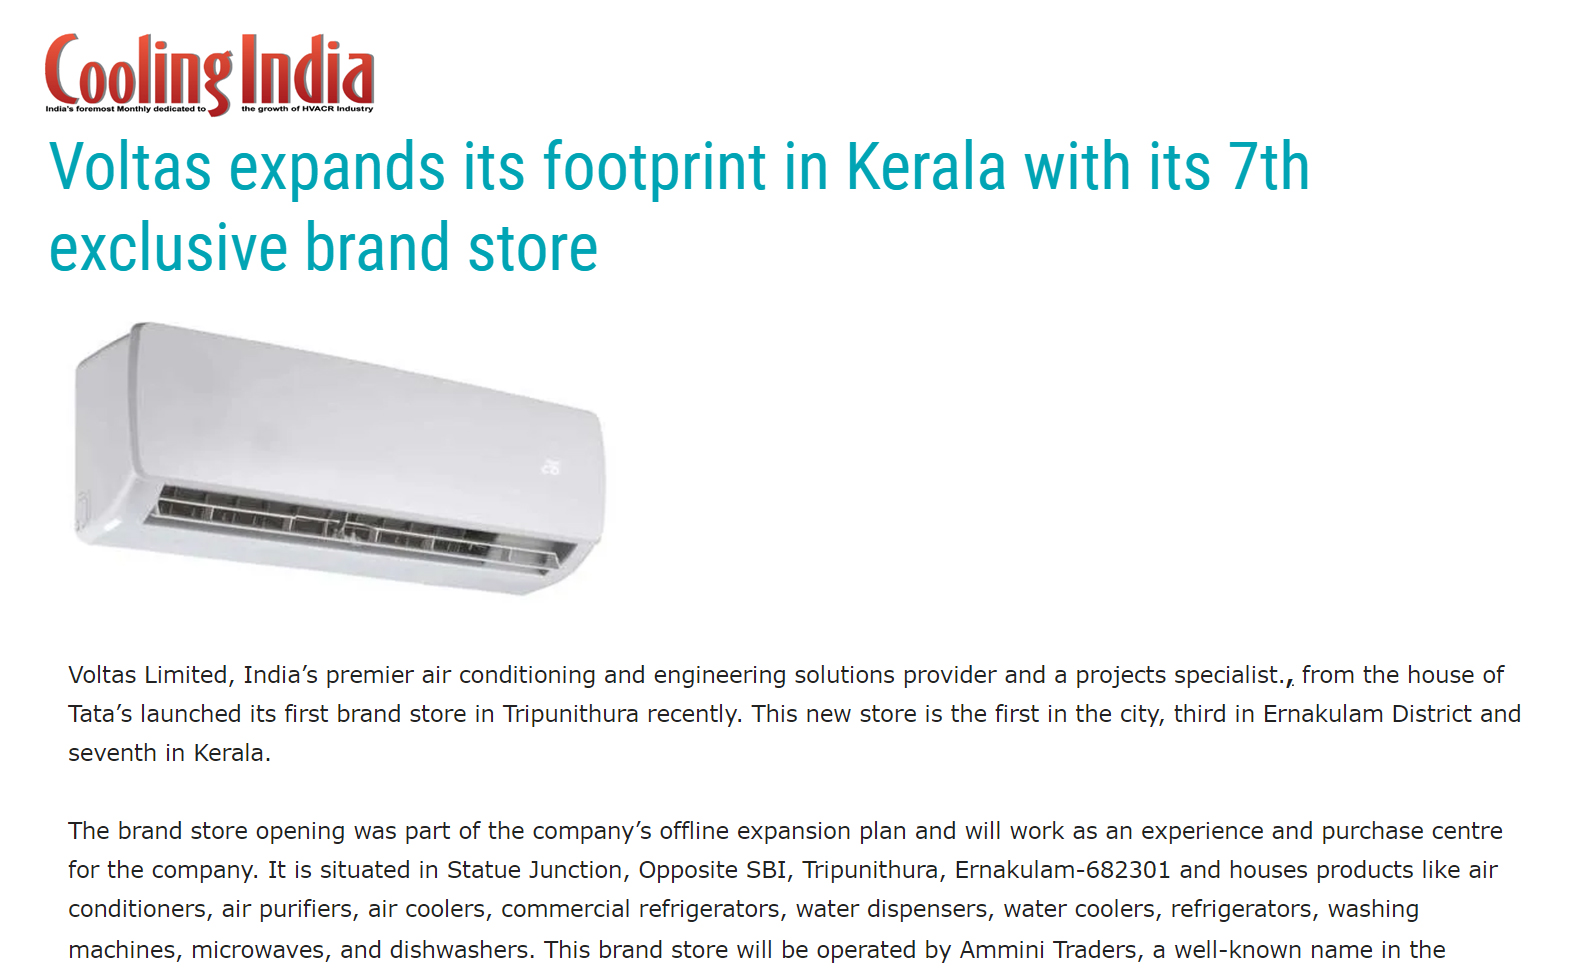 Cooling India
India's foremost Monthly dedicated to the growth of HVACR Industry
Voltas expands its footprint in Kerala with its 7th
exclusive brand store
26
Voltas Limited, India’s premier air conditioning and engineering solutions provider and a projects specialist., from the house of
Tata’s launched its first brand store in Tripunithura recently. This new store is the first in the city, third in Ernakulam District and
seventh in Kerala.
The brand store opening was part of the company’s offline expansion plan and will work as an experience and purchase centre
for the company. It is situated in Statue Junction, Opposite SBI, Tripunithura, Ernakulam-682301 and houses products like air
conditioners, air purifiers, air coolers, commercial refrigerators, water dispensers, water coolers, refrigerators, washing
machines, microwaves, and dishwashers. This brand store will be operated by Ammini Traders, a well-known name in the